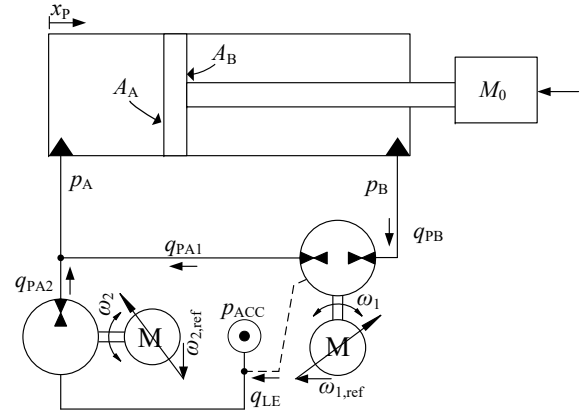 x_P
A_B
A_A
M_0
p_A
p_B
q_PB
q_PA1
q_PA2
ω_2
ω_2,ref
M
p_ACC
ω_1
M
ω_1,ref
q_LE